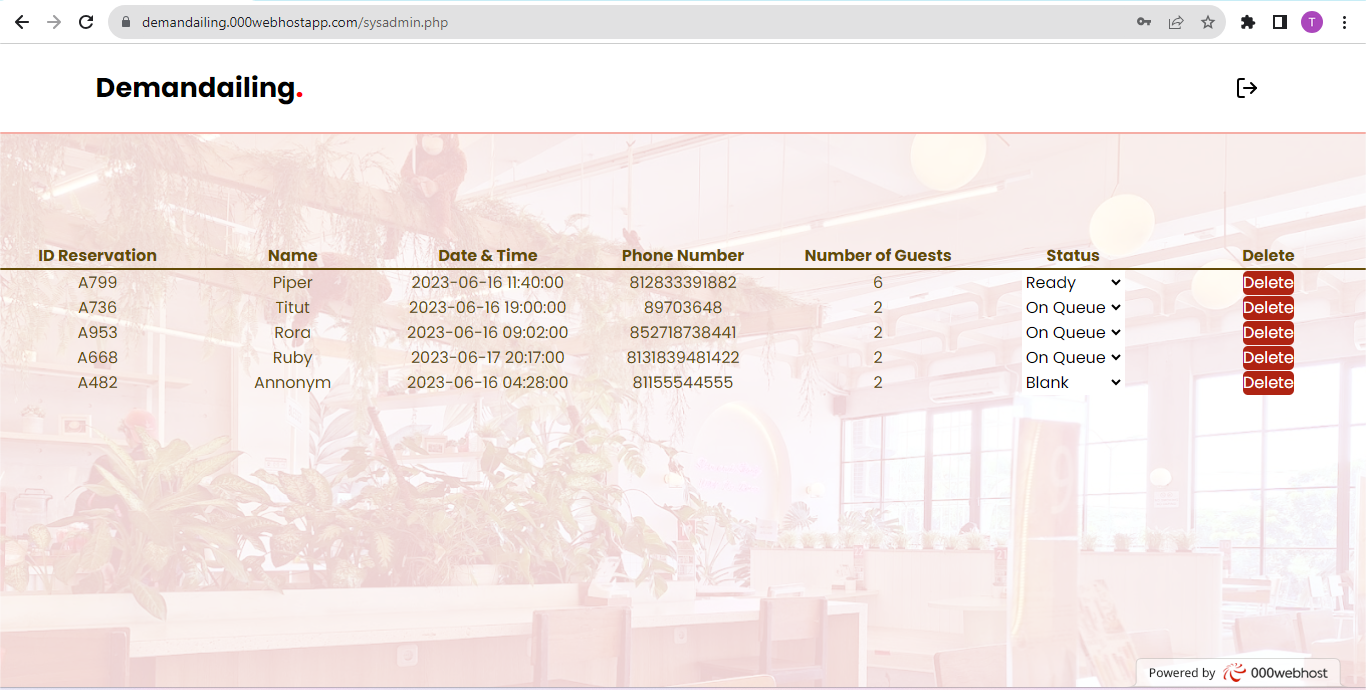 demandailing.000webhostapp.com/sysadmin.php
T
Demandailing.
ID Reservation Name Date & Time Phone Number Number of Guests Status Delete
A799 Piper 2023-06-16 11:40:00 812833391882 6 Ready Delete
A736 Titut 2023-06-16 19:00:00 89703648 2 On Queue Delete
A953 Rora 2023-06-16 09:02:00 852718738441 2 On Queue Delete
A668 Ruby 2023-06-17 20:17:00 8131839481422 2 On Queue Delete
A482 Annonym 2023-06-16 04:28:00 81155544555 2 Blank Delete
Powered by 000webhost